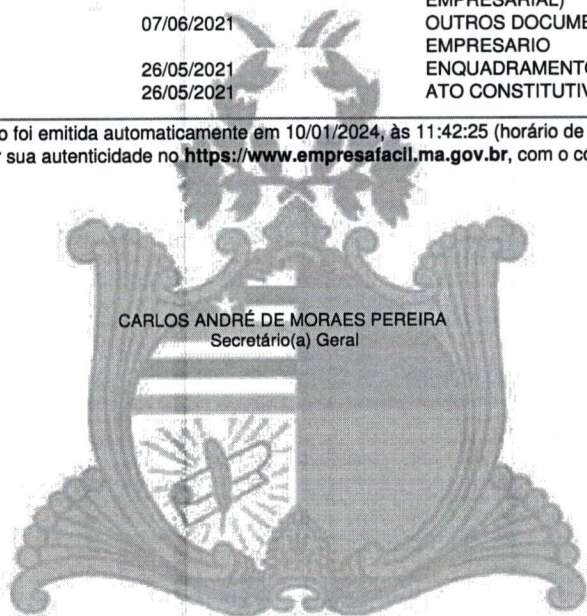 EMPRESARIAL)
07/06/2021 OUTROS DOCUME
EMPRESARIO
26/05/2021 ENQUADRAMENTO
26/05/2021 ATO CONSTITUTIV
o foi emitida automaticamente em 10/01/2024, às 11:42:25 (horário de
r sua autenticidade no https://www.empresafacil.ma.gov.br, com o có
CARLOS ANDRÉ DE MORAES PEREIRA
Secretário(a) Geral